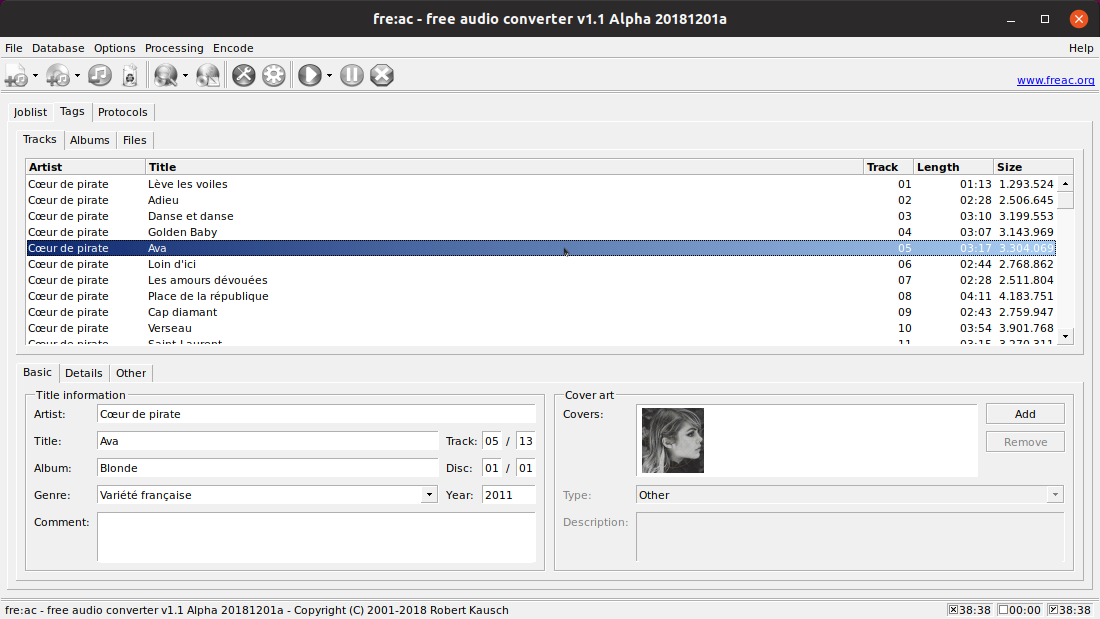 fre:ac - free audio converter v1.1 Alpha 20181201a
File Database Options Processing Encode Help
www.freac.org
Joblist Tags Protocols
Tracks Albums Files
Artist Title Track Length Size
Cœur de pirate Lève les voiles 01 01:13 1.293.524
Cœur de pirate Adieu 02 02:28 2.506.645
Cœur de pirate Danse et danse 03 03:10 3.199.553
Cœur de pirate Golden Baby 04 03:07 3.143.969
Cœur de pirate Ava 05 03:17 3.304.069
Cœur de pirate Loin d'ici 06 02:44 2.768.862
Cœur de pirate Les amours dévouées 07 02:28 2.511.804
Cœur de pirate Place de la république 08 04:11 4.183.751
Cœur de pirate Cap diamant 09 02:43 2.759.947
Cœur de pirate Verseau 10 03:54 3.901.768
Cœur de pirate Saint-Laurent 11 03:15 3.270.311
Basic Details Other
Title information
Artist: Cœur de pirate
Title: Ava Track: 05 / 13
Album: Blonde Disc: 01 / 01
Genre: Variété française Year: 2011
Comment:
Cover art
Covers: Add
Remove
Type: Other
Description:
fre:ac - free audio converter v1.1 Alpha 20181201a - Copyright (C) 2001-2018 Robert Kausch 38:38 00:00 38:38